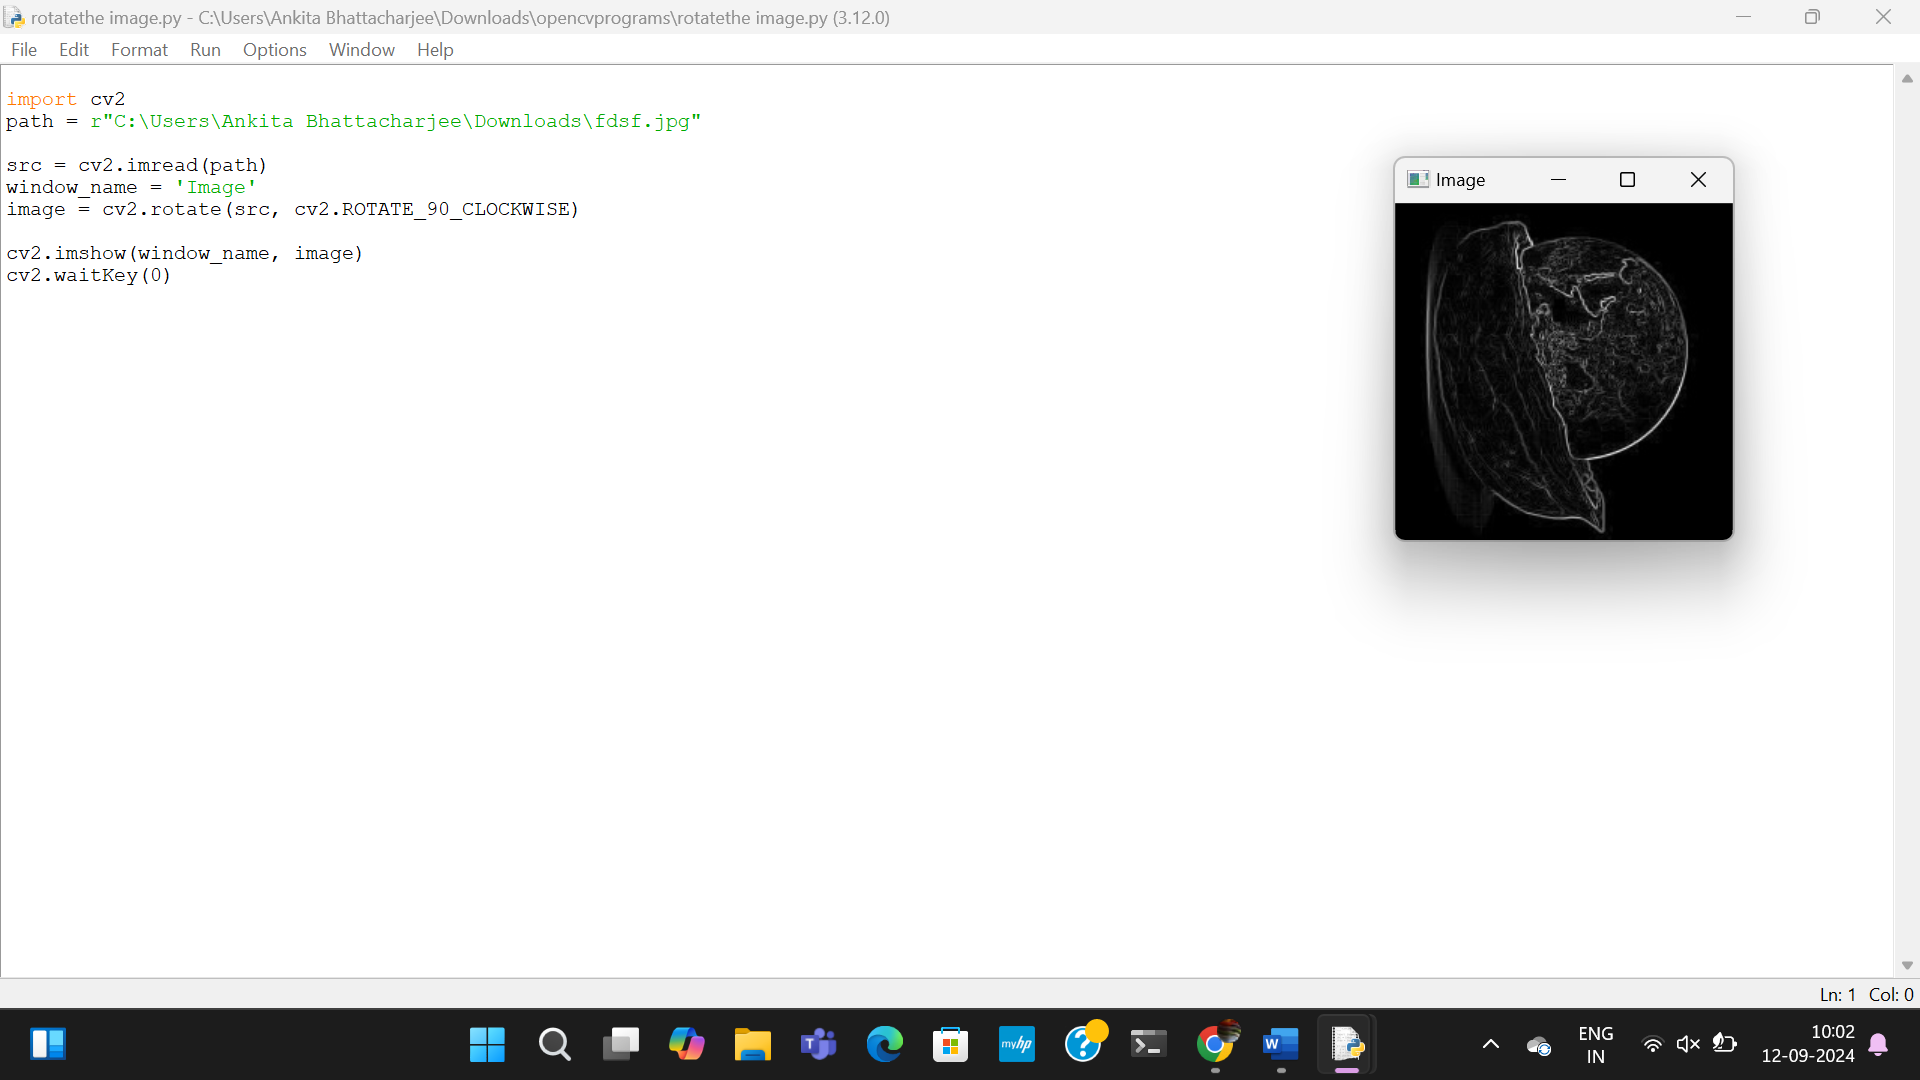 rotatethe image.py - C:\Users\Ankita Bhattacharjee\Downloads\opencvprograms\rotatethe image.py (3.12.0)
File Edit Format Run Options Window Help
import cv2
path = r"C:\Users\Ankita Bhattacharjee\Downloads\fdsf.jpg"
src = cv2.imread(path)
window_name = 'Image'
image = cv2.rotate(src, cv2.ROTATE_90_CLOCKWISE)
cv2.imshow(window_name, image)
cv2.waitKey(0)
Image
Ln: 1 Col: 0
myhp
ENG
IN
10:02
12-09-2024